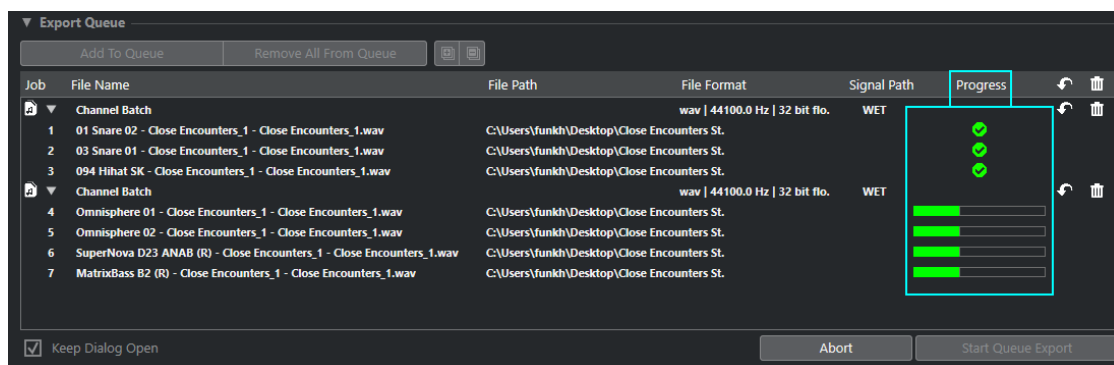 ▼ Export Queue
Add To Queue Remove All From Queue
Job File Name File Path File Format Signal Path Progress
Channel Batch wav | 44100.0 Hz | 32 bit flo. WET
1 01 Snare 02 - Close Encounters_1 - Close Encounters_1.wav C:\Users\funkh\Desktop\Close Encounters St.
2 03 Snare 01 - Close Encounters_1 - Close Encounters_1.wav C:\Users\funkh\Desktop\Close Encounters St.
3 094 Hihat SK - Close Encounters_1 - Close Encounters_1.wav C:\Users\funkh\Desktop\Close Encounters St.
Channel Batch wav | 44100.0 Hz | 32 bit flo. WET
4 Omnisphere 01 - Close Encounters_1 - Close Encounters_1.wav C:\Users\funkh\Desktop\Close Encounters St.
5 Omnisphere 02 - Close Encounters_1 - Close Encounters_1.wav C:\Users\funkh\Desktop\Close Encounters St.
6 SuperNova D23 ANAB (R) - Close Encounters_1 - Close Encounters_1.wav C:\Users\funkh\Desktop\Close Encounters St.
7 MatrixBass B2 (R) - Close Encounters_1 - Close Encounters_1.wav C:\Users\funkh\Desktop\Close Encounters St.
Keep Dialog Open Abort Start Queue Export